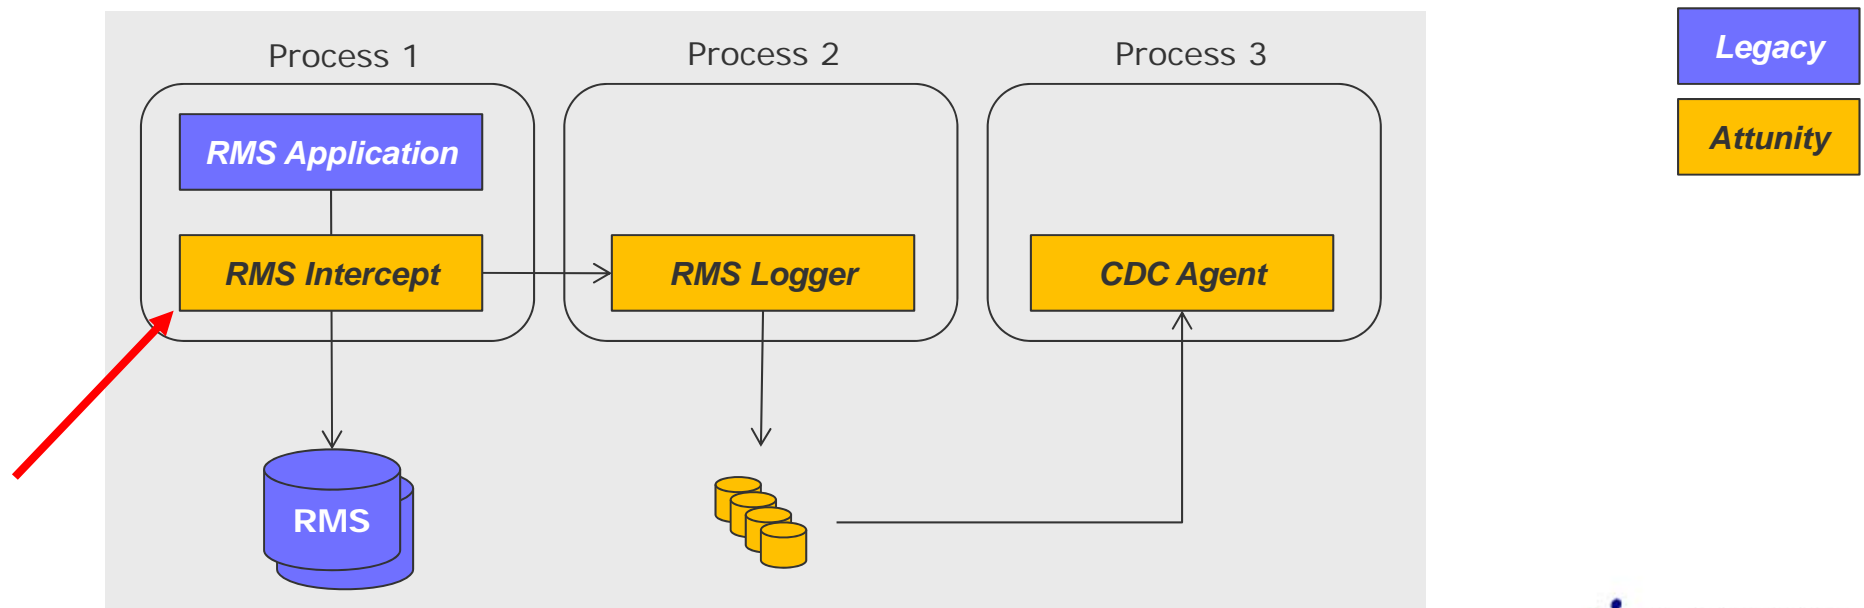 Process 1
Process 2
Process 3
Legacy
Attunity
RMS Application
RMS Intercept
RMS Logger
CDC Agent
RMS